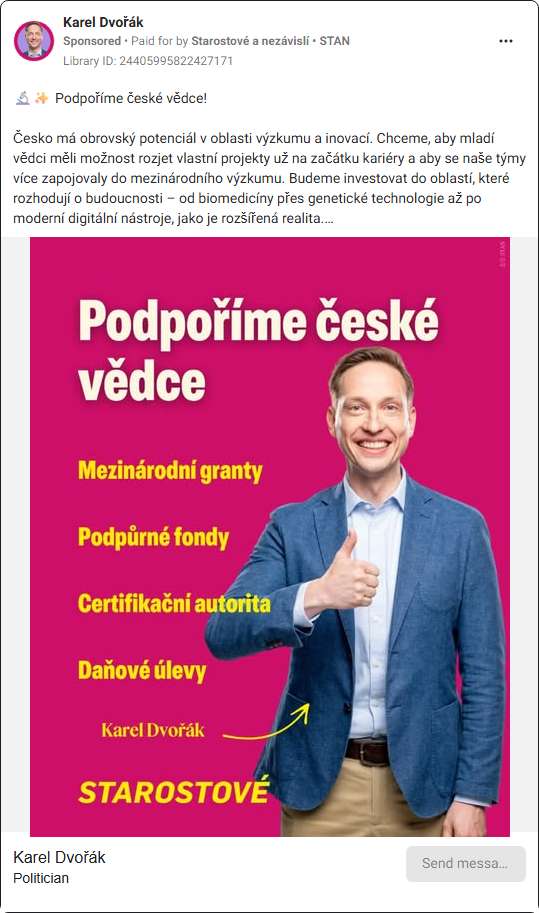 Karel Dvořák
Sponsored • Paid for by Starostové a nezávislí • STAN
Library ID: 24405995822427171
Podpoříme české vědce!
Česko má obrovský potenciál v oblasti výzkumu a inovací. Chceme, aby mladí
vědci měli možnost rozjet vlastní projekty už na začátku kariéry a aby se naše týmy
více zapojovaly do mezinárodního výzkumu. Budeme investovat do oblastí, které
rozhodují o budoucnosti – od biomedicíny přes genetické technologie až po
moderní digitální nástroje, jako je rozšířená realita....
Podpoříme české
vědce
Mezinárodní granty
Podpůrné fondy
Certifikační autorita
Daňové úlevy
Karel Dvořák
STAROSTOVÉ
Karel Dvořák
Politician
Send messa...